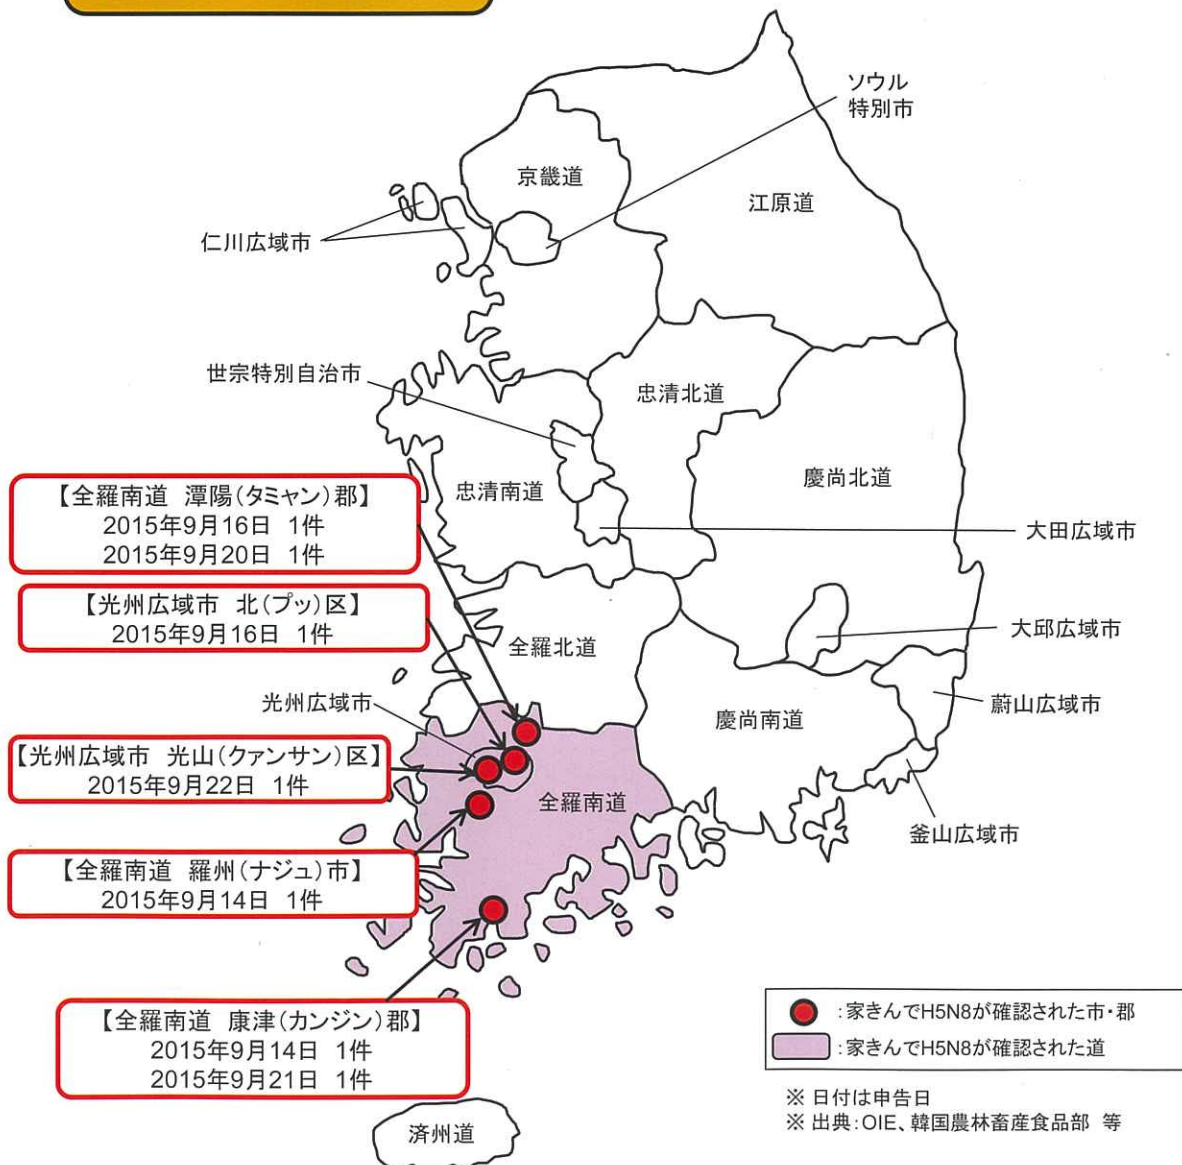 ソウル
特別市
京畿道
江原道
仁川広域市
世宗特別自治市
忠清北道
慶尚北道
忠清南道
【全羅南道 潭陽(タミャン)郡】
2015年9月16日 1件
2015年9月20日 1件
大田広域市
【光州広域市 北(プッ)区】
2015年9月16日 1件
大邱広域市
全羅北道
光州広域市
慶尚南道
蔚山広域市
【光州広域市 光山(クァンサン)区】
2015年9月22日 1件
全羅南道
釜山広域市
【全羅南道 羅州(ナジュ)市】
2015年9月14日 1件
【全羅南道 康津(カンジン)郡】
2015年9月14日 1件
2015年9月21日 1件
:家きんでH5N8が確認された市・郡
:家きんでH5N8が確認された道
※ 日付は申告日
※ 出典:OIE、韓国農林畜産食品部 等
済州道